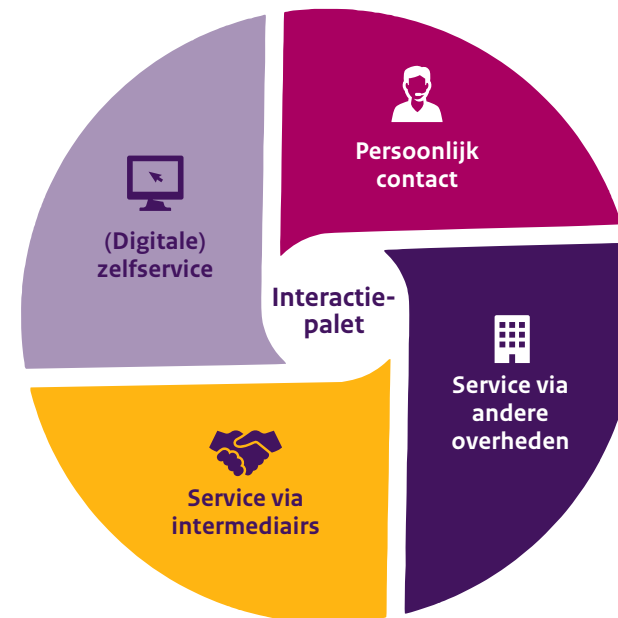 Persoonlijk
contact
(Digitale)
zelfservice
Interactie-
palet
Service via
andere
overheden
Service via
intermediairs